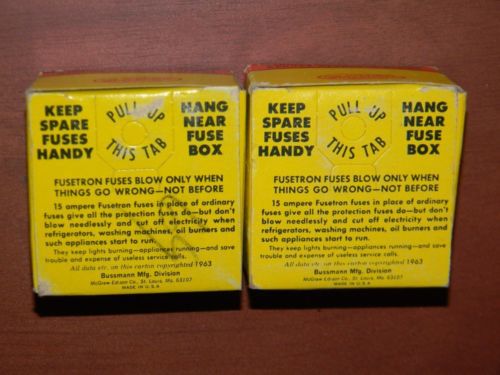 KEEP SPARE FUSES HANDY
PULL UP THIS TAB
HANG NEAR FUSE BOX
FUSETRON FUSES BLOW ONLY WHEN
THINGS GO WRONG—NOT BEFORE
15 ampere Fusetron fuses in place of ordinary
fuses give all the protection fuses do—but don't
blow needlessly and cut off electricity when
refrigerators, washing machines, oil burners and
such appliances start to run.
They keep lights burning—appliances running—and save
trouble and expense of useless service calls.
All data etc. on this carton copyrighted 1963
Bussmann Mfg. Division
McGraw-Edison Co., St. Louis, Mo. 63107
MADE IN U.S.A.
KEEP SPARE FUSES HANDY
PULL UP THIS TAB
HANG NEAR FUSE BOX
FUSETRON FUSES BLOW ONLY WHEN
THINGS GO WRONG—NOT BEFORE
15 ampere Fusetron fuses in place of ordinary
fuses give all the protection fuses do—but don't
blow needlessly and cut off electricity when
refrigerators, washing machines, oil burners and
such appliances start to run.
They keep lights burning—appliances running—and save
trouble and expense of useless service calls.
All data etc. on this carton copyrighted 1963
Bussmann Mfg. Division
McGraw-Edison Co., St. Louis, Mo. 63107
MADE IN U.S.A.